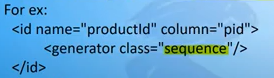 For ex:
<id name="productId" column="pid">
<generator class="sequence"/>
</id>